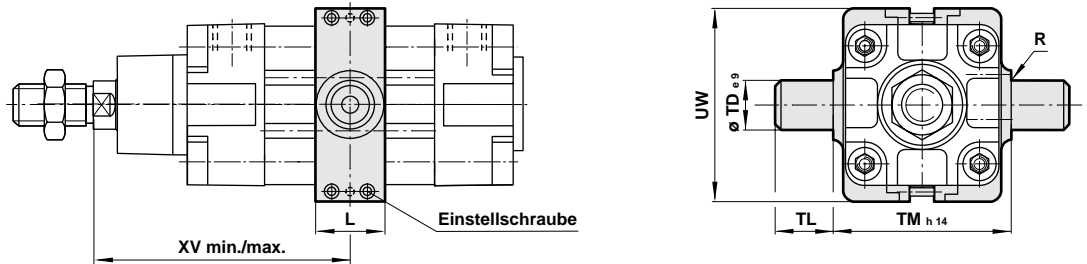 L
Einstellschraube
XV min./max.
UW
ø TD e 9
R
TL
TM h 14